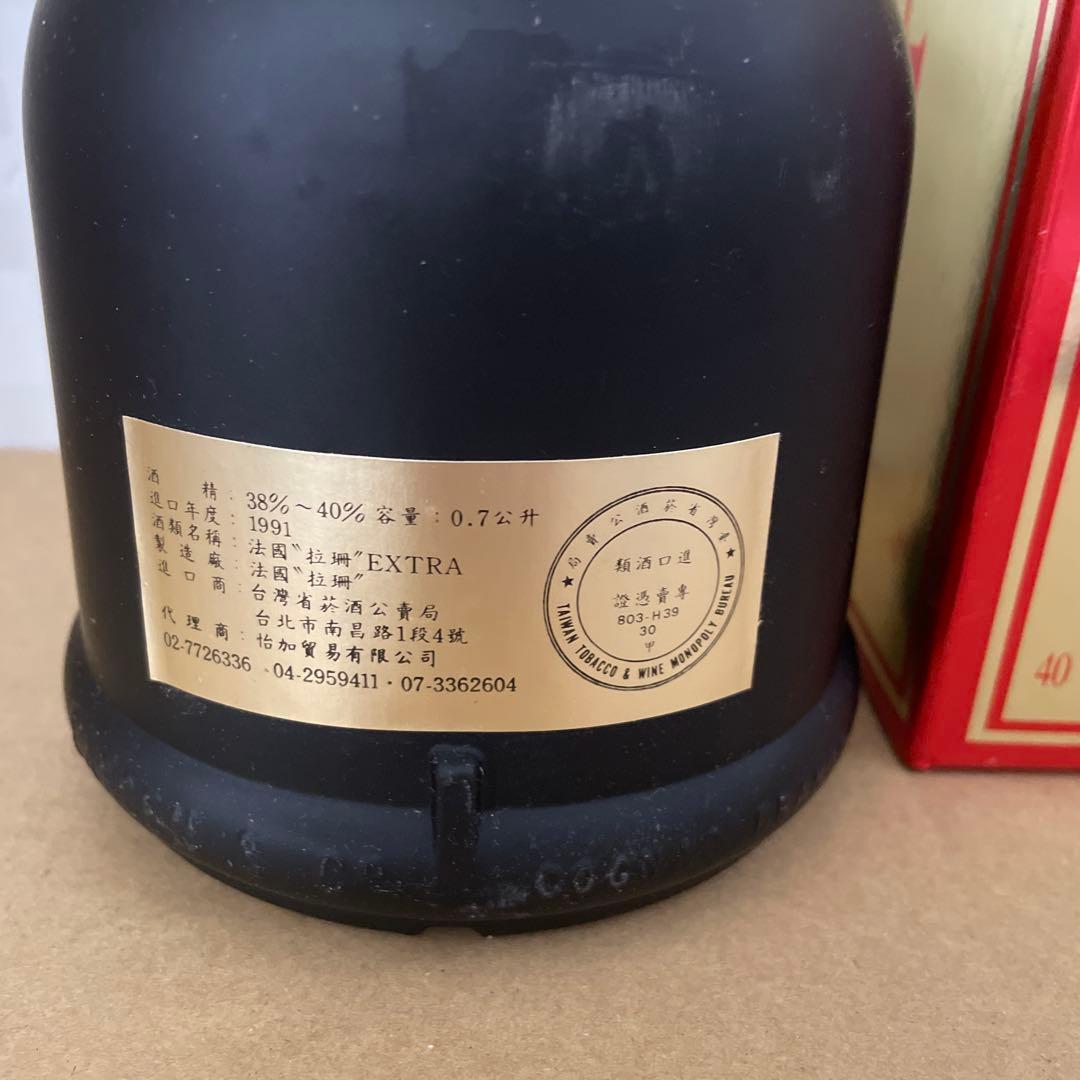 酒精：38%～40% 容量：0.7公升
進口年度：1991
酒類名稱：法國〝拉珊〞EXTRA
製造廠：法國〝拉珊〞
進口商：台灣省菸酒公賣局
台北市南昌路1段4號
代理商：怡加貿易有限公司
02-7726336・04-2959411・07-3362604
局賣公酒菸省灣臺
類酒口進
證憑賣專
803-H39
30
甲
★ TAIWAN TOBACCO & WINE MONOPOLY BUREAU ★
COG
40